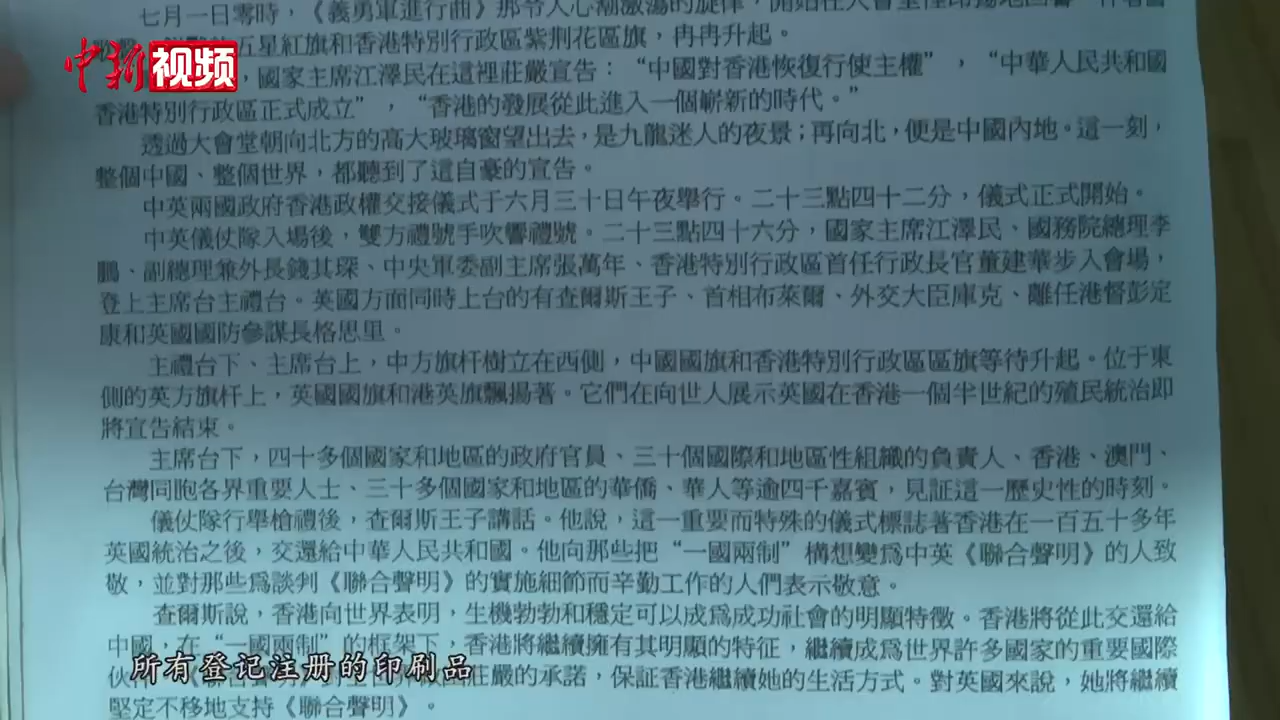 七月一日零時，《義勇軍進行曲》那令人心潮激蕩的旋律，開始在大會堂裡
五星紅旗和香港特別行政區紫荆花區旗，冉冉升起。
中新视频
國家主席江澤民在這裡莊嚴宣告：“中國對香港恢復行使主權”，“中華人民共和國
香港特別行政區正式成立”，“香港的發展從此進入一個嶄新的時代。”
透過大會堂朝向北方的高大玻璃窗望出去，是九龍迷人的夜景；再向北，便是中國內地。這一刻，
整個中國、整個世界，都聽到了這自豪的宣告。
中英兩國政府香港政權交接儀式于六月三十日午夜舉行。二十三點四十二分，儀式正式開始。
中英儀仗隊入場後，雙方禮號手吹響禮號。二十三點四十六分，國家主席江澤民、國務院總理李
鵬、副總理兼外長錢其琛、中央軍委副主席張萬年、香港特別行政區首任行政長官董建華步入會場，
登上主席台主禮台。英國方面同時上台的有查爾斯王子、首相布萊爾、外交大臣庫克、離任港督彭定
康和英國國防參謀長格思里。
主禮台下、主席台上，中方旗杆樹立在西側，中國國旗和香港特別行政區區旗等待升起。位于東
側的英方旗杆上，英國國旗和港英旗飄揚著。它們在向世人展示英國在香港一個半世紀的殖民統治即
將宣告結束。
主席台下，四十多個國家和地區的政府官員、三十個國際和地區性組織的負責人、香港、澳門、
台灣同胞各界重要人士、三十多個國家和地區的華僑、華人等逾四千嘉賓，見証這一歷史性的時刻。
儀仗隊行舉槍禮後，查爾斯王子講話。他說，這一重要而特殊的儀式標誌著香港在一百五十多年
英國統治之後，交還給中華人民共和國。他向那些把“一國兩制”構想變爲中英《聯合聲明》的人致
敬，並對那些爲談判《聯合聲明》的實施細節而辛勤工作的人們表示敬意。
查爾斯說，香港向世界表明，生機勃勃和穩定可以成爲成功社會的明顯特徵。香港將從此交還給
中國，在“一國兩制”的框架下，香港將繼續擁有其明顯的特征，繼續成爲世界許多國家的重要國際
莊嚴的承諾，保証香港繼續她的生活方式。對英國來說，她將繼續
所有登记注册的印刷品
堅定不移地支持《聯合聲明》。